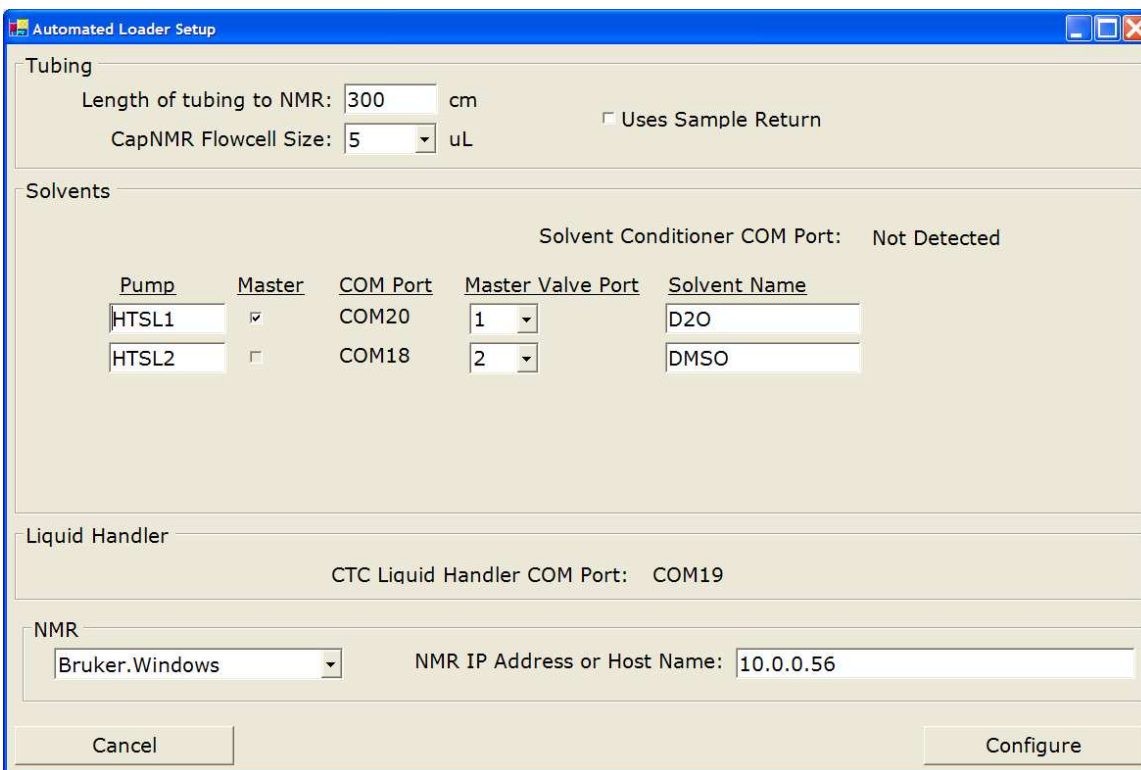 Automated Loader Setup
Tubing
Length of tubing to NMR: 300 cm
Uses Sample Return
CapNMR Flowcell Size: 5 uL
Solvents
Solvent Conditioner COM Port: Not Detected
Pump Master COM Port Master Valve Port Solvent Name
HTSL1 COM20 1 D2O
HTSL2 COM18 2 DMSO
Liquid Handler
CTC Liquid Handler COM Port: COM19
NMR
Bruker.Windows NMR IP Address or Host Name: 10.0.0.56
Cancel Configure